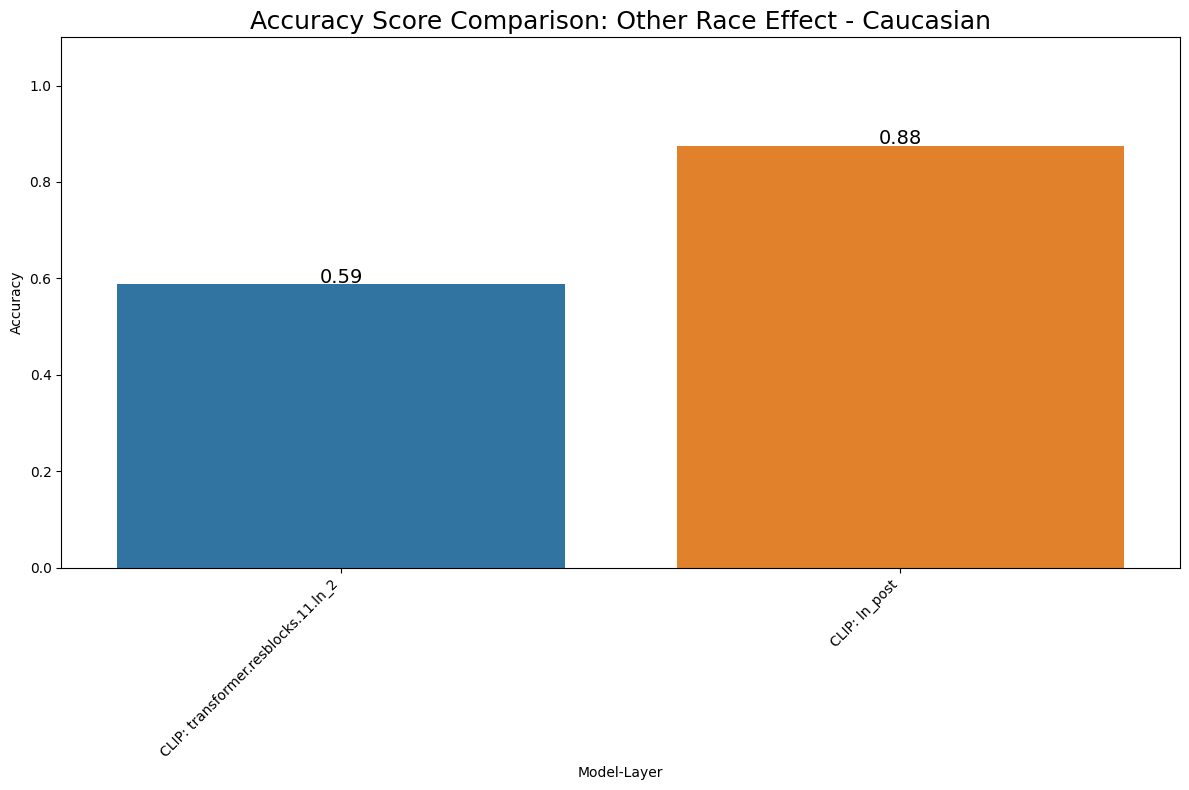 Accuracy Score Comparison: Other Race Effect - Caucasian
Accuracy
1.0
0.8
0.6
0.4
0.2
0.0
0.59
0.88
CLIP: transformer.resblocks.11.ln_2
CLIP: ln_post
Model-Layer